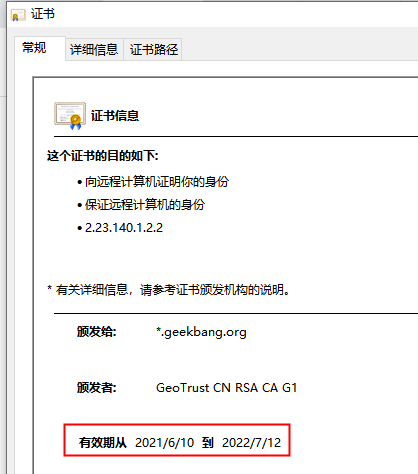 证书
常规 详细信息 证书路径
证书信息
这个证书的目的如下:
• 向远程计算机证明你的身份
• 保证远程计算机的身份
• 2.23.140.1.2.2
* 有关详细信息，请参考证书颁发机构的说明。
颁发给: *.geekbang.org
颁发者: GeoTrust CN RSA CA G1
有效期从 2021/6/10 到 2022/7/12